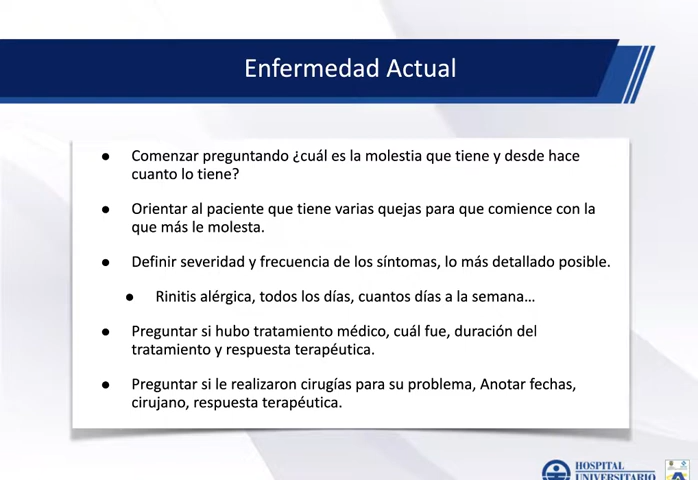 Enfermedad Actual
● Comenzar preguntando ¿cuál es la molestia que tiene y desde hace
cuanto lo tiene?
● Orientar al paciente que tiene varias quejas para que comience con la
que más le molesta.
● Definir severidad y frecuencia de los síntomas, lo más detallado posible.
● Rinitis alérgica, todos los días, cuantos días a la semana...
● Preguntar si hubo tratamiento médico, cuál fue, duración del
tratamiento y respuesta terapéutica.
● Preguntar si le realizaron cirugías para su problema, Anotar fechas,
cirujano, respuesta terapéutica.
HOSPITAL
UNIVERSITARIO